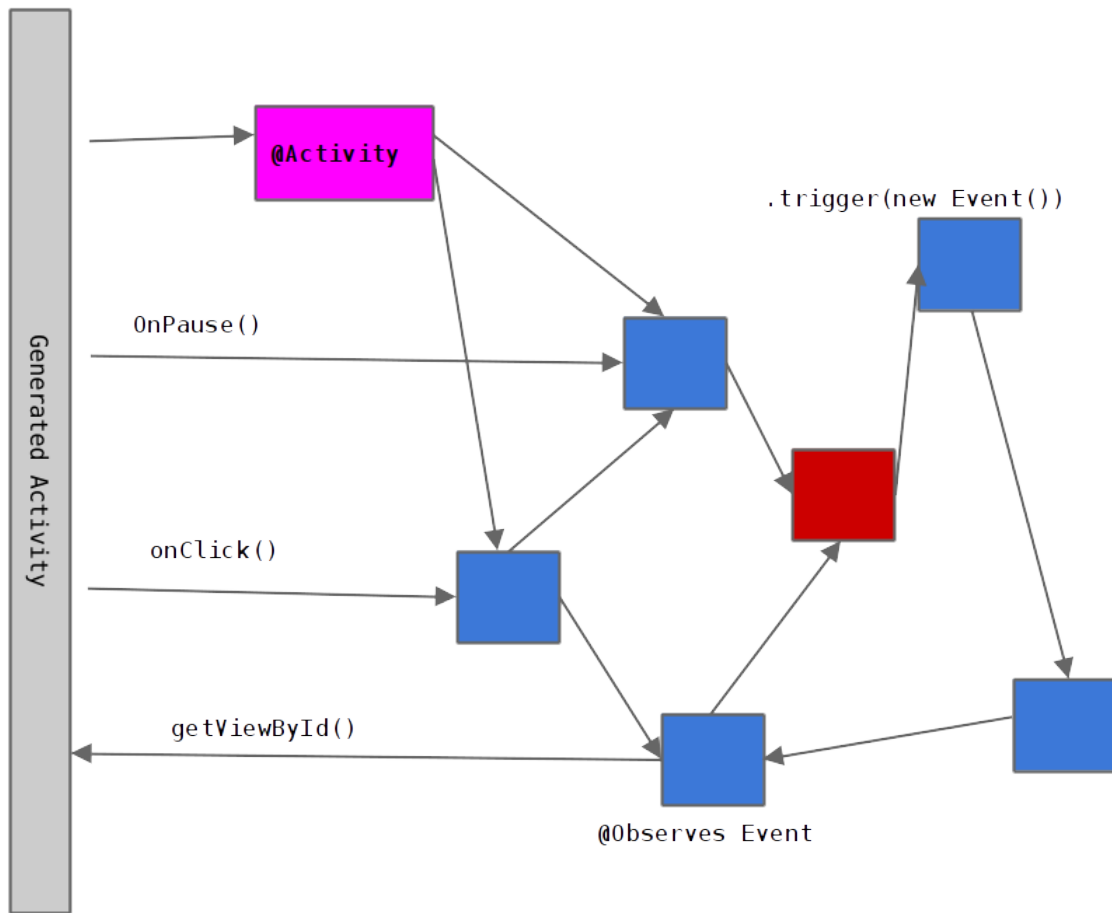 @Activity
.trigger(new Event())
OnPause()
Generated Activity
onClick()
getViewById()
@Observes Event